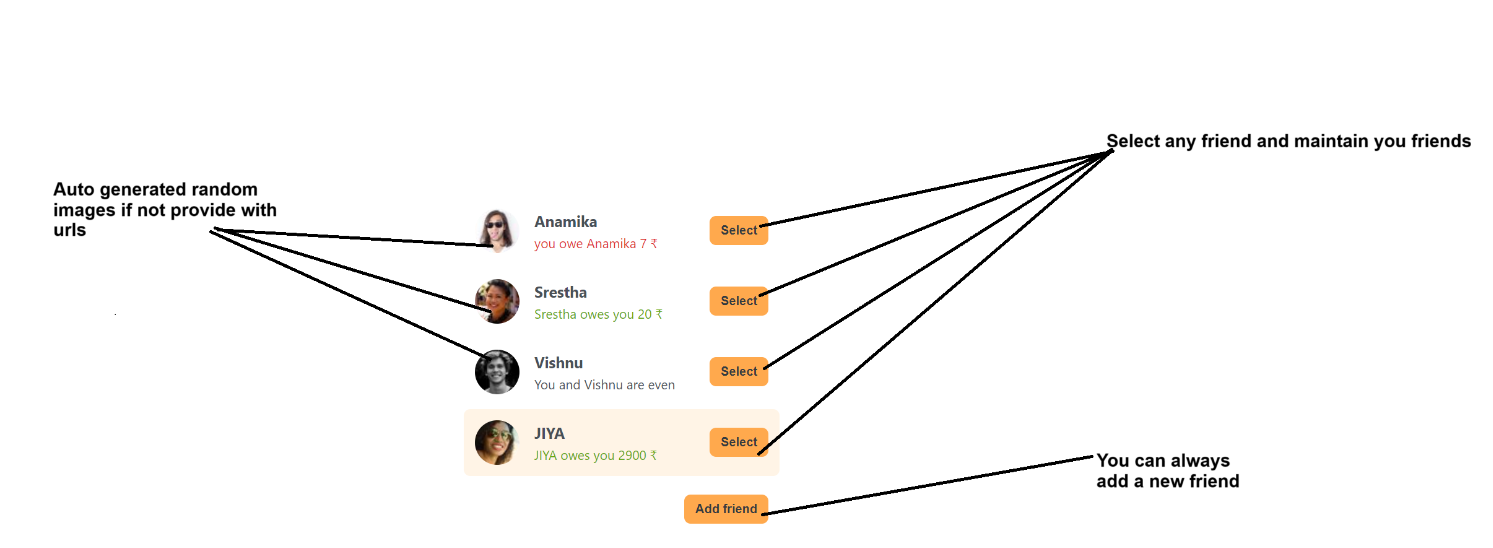 Select any friend and maintain you friends
Auto generated random
images if not provide with
urls
Anamika
you owe Anamika 7 ₹
Select
Srestha
Srestha owes you 20 ₹
Select
Vishnu
You and Vishnu are even
Select
JIYA
JIYA owes you 2900 ₹
Select
You can always
add a new friend
Add friend